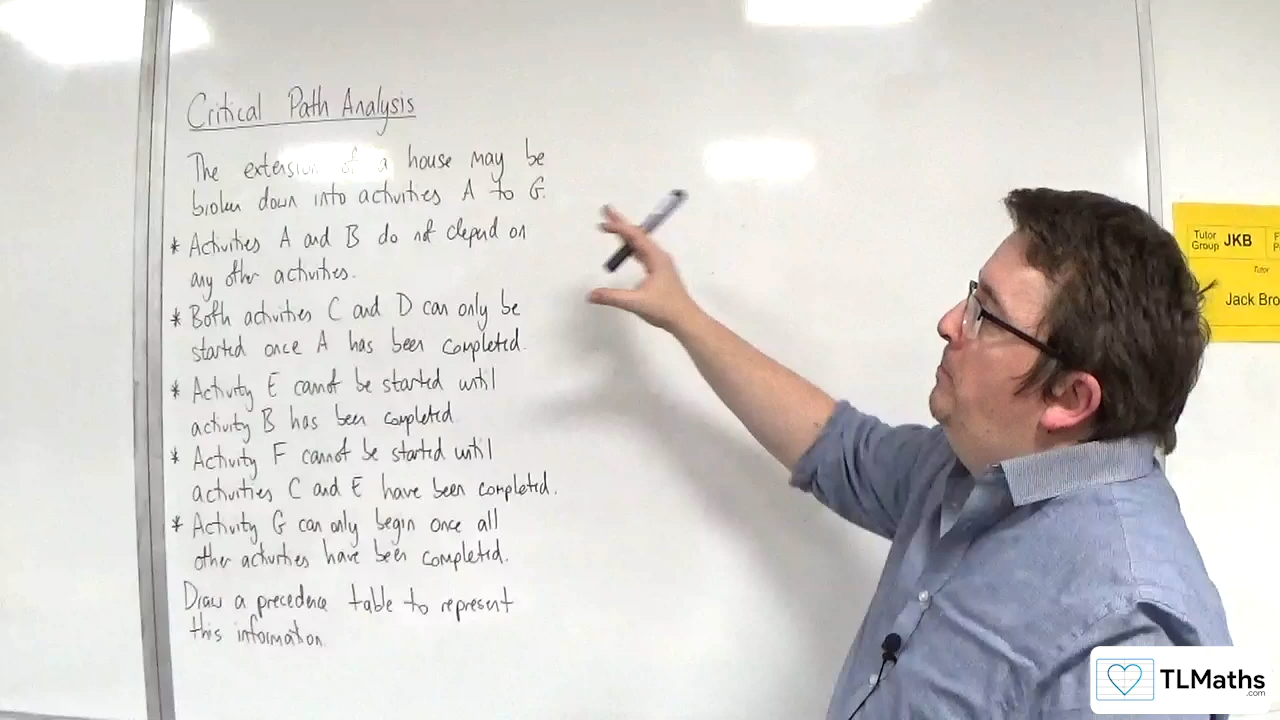 Critical Path Analysis
The extension of a house may be
broken down into activities A to G.
* Activities A and B do not depend on
any other activities.
* Both activities C and D can only be
started once A has been completed.
* Activity E cannot be started until
activity B has been completed.
* Activity F cannot be started until
activities C and E have been completed.
* Activity G can only begin once all
other activities have been completed.
Draw a precedence table to represent
this information.
Tutor
Group JKB
Tutor
Jack Bro
TLMaths
.com